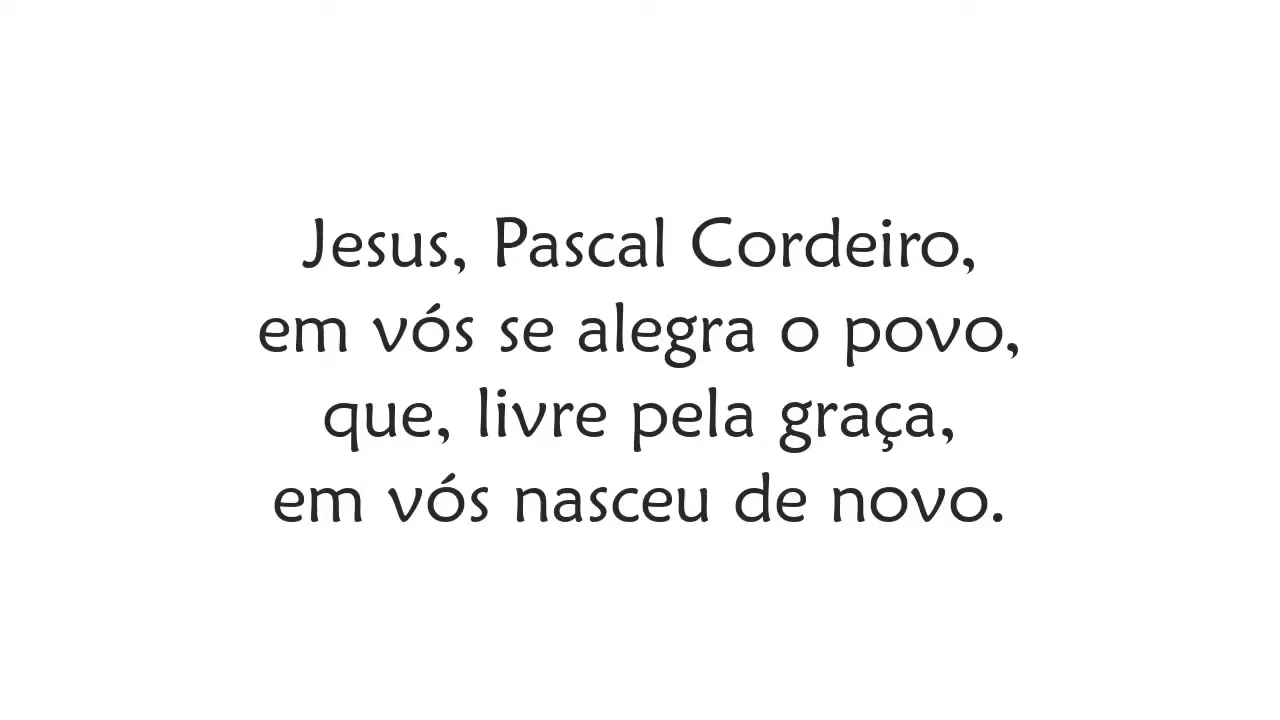 Jesus, Pascal Cordeiro,
em vós se alegra o povo,
que, livre pela graça,
em vós nasceu de novo.